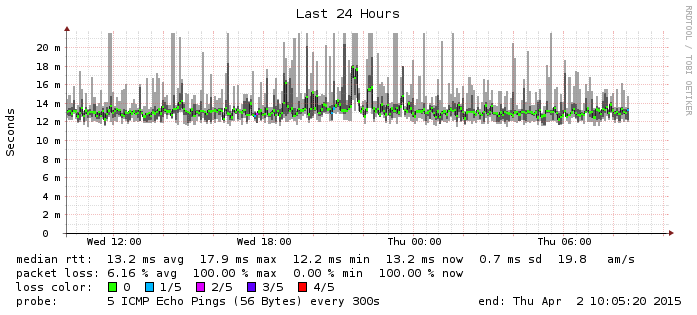 Last 24 Hours
RRDTOOL / TOBI OETIKER
Seconds
20 m
18 m
16 m
14 m
12 m
10 m
8 m
6 m
4 m
2 m
0
Wed 12:00 Wed 18:00 Thu 00:00 Thu 06:00
median rtt: 13.2 ms avg 17.9 ms max 12.2 ms min 13.2 ms now 0.7 ms sd 19.8 am/s
packet loss: 6.16 % avg 100.00 % max 0.00 % min 100.00 % now
loss color: 0 1/5 2/5 3/5 4/5
probe: 5 ICMP Echo Pings (56 Bytes) every 300s end: Thu Apr 2 10:05:20 2015